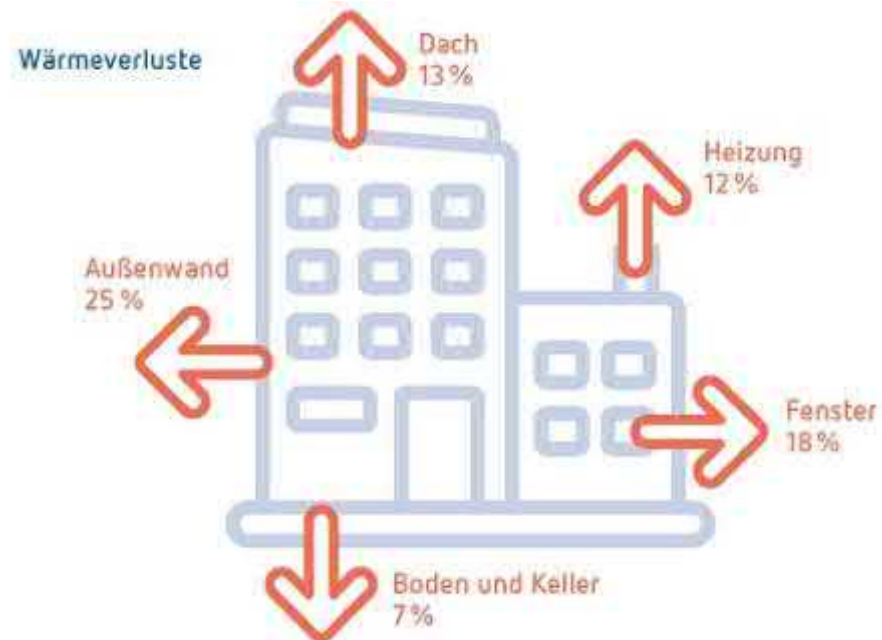 Wärmeverluste
Dach
13 %
Heizung
12 %
Außenwand
25 %
Fenster
18 %
Boden und Keller
7 %